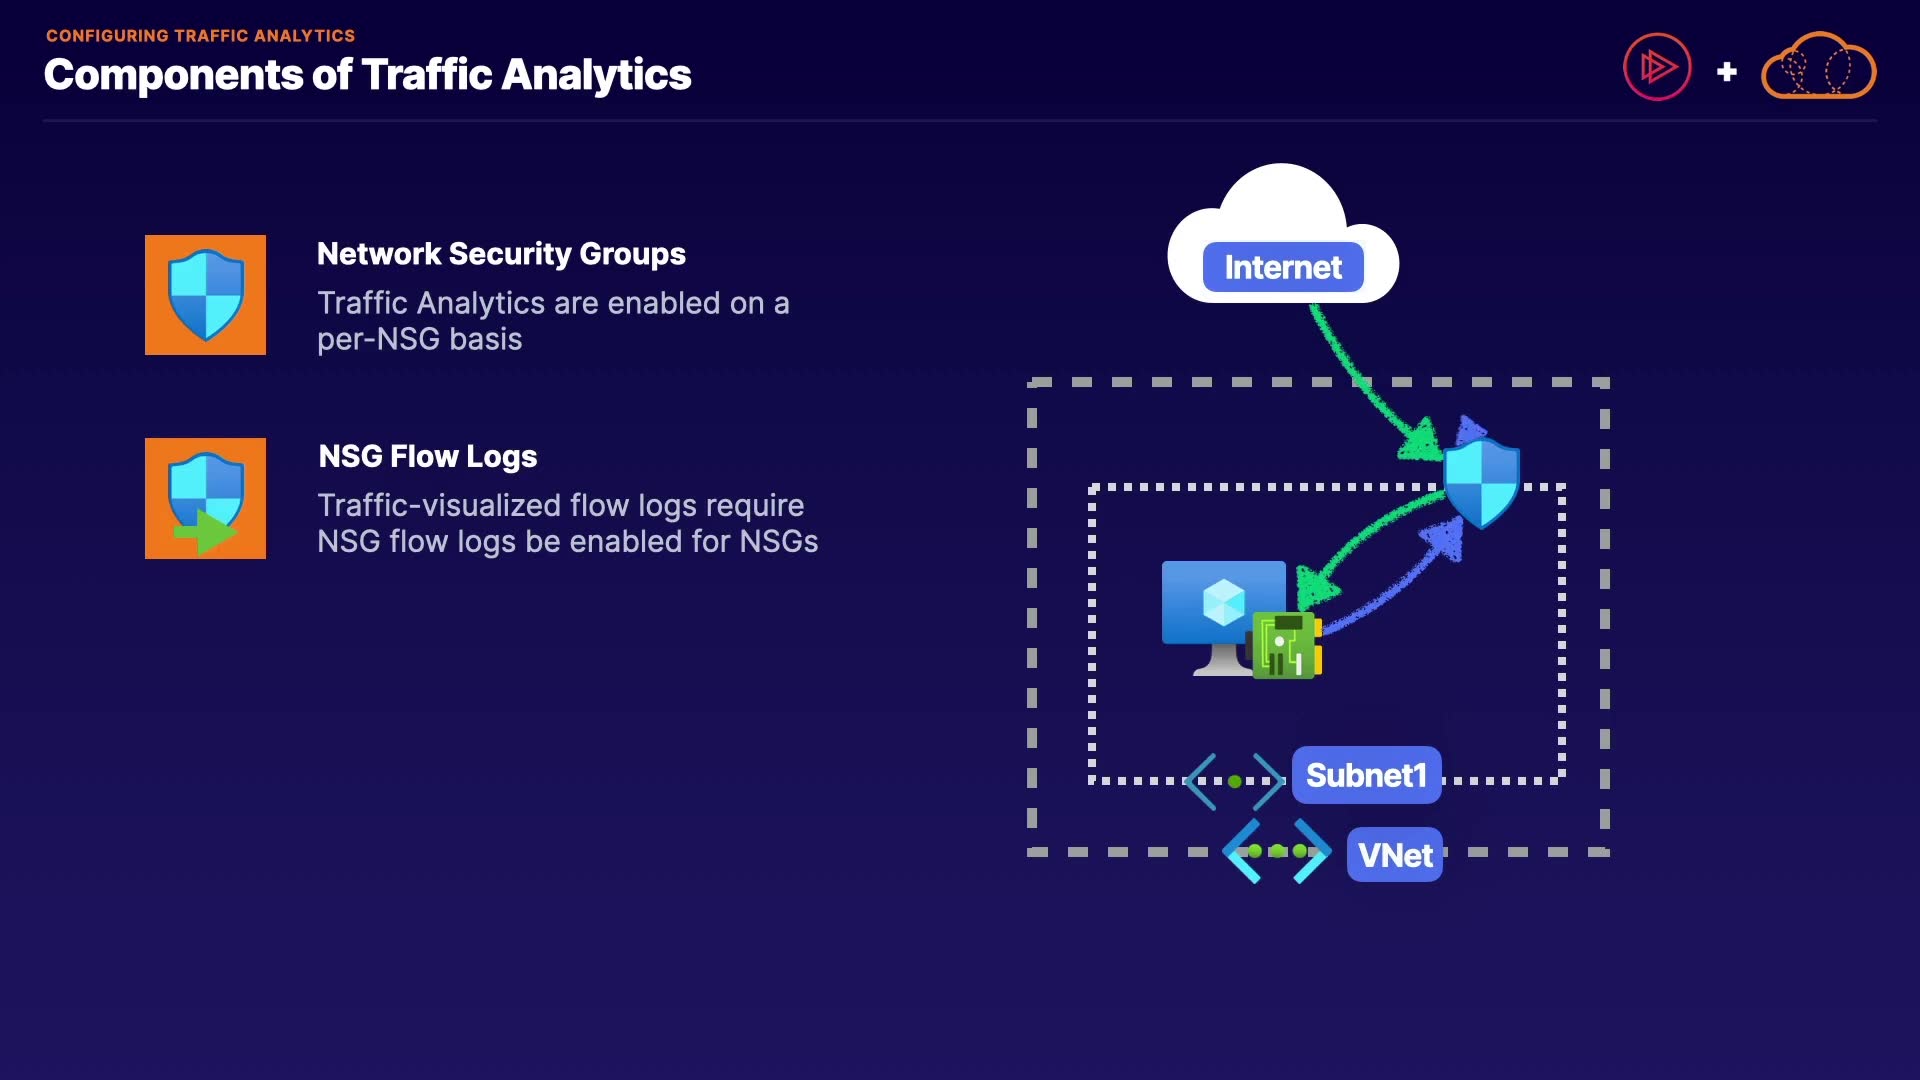 CONFIGURING TRAFFIC ANALYTICS
Components of Traffic Analytics
Network Security Groups
Traffic Analytics are enabled on a
per-NSG basis
NSG Flow Logs
Traffic-visualized flow logs require
NSG flow logs be enabled for NSGs
Internet
Subnet1
VNet